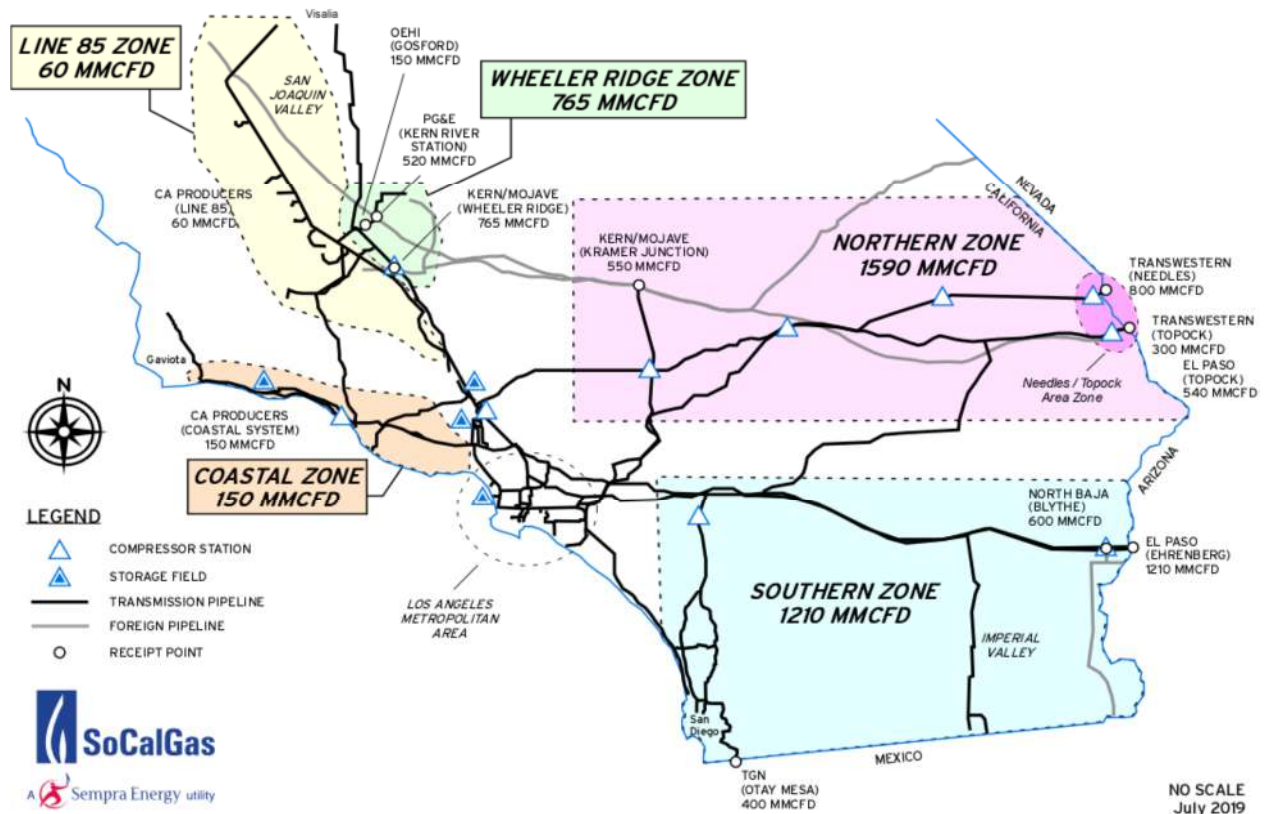 Visalia
LINE 85 ZONE
60 MMCFD
OEHI
(GOSFORD)
150 MMCFD
SAN
JOAQUIN
VALLEY
WHEELER RIDGE ZONE
765 MMCFD
PG&E
(KERN RIVER
STATION)
520 MMCFD
CA PRODUCERS
(LINE 85)
60 MMCFD
KERN/MOJAVE
(WHEELER RIDGE)
765 MMCFD
NEVADA
CALIFORNIA
KERN/MOJAVE
(KRAMER JUNCTION)
550 MMCFD
NORTHERN ZONE
1590 MMCFD
TRANSWESTERN
(NEEDLES)
800 MMCFD
TRANSWESTERN
(TOPOCK)
300 MMCFD
EL PASO
(TOPOCK)
540 MMCFD
Needles / Topock
Area Zone
Gaviota
N
CA PRODUCERS
(COASTAL SYSTEM)
150 MMCFD
COASTAL ZONE
150 MMCFD
ARIZONA
NORTH BAJA
(BLYTHE)
600 MMCFD
EL PASO
(EHRENBERG)
1210 MMCFD
LEGEND
COMPRESSOR STATION
STORAGE FIELD
TRANSMISSION PIPELINE
FOREIGN PIPELINE
RECEIPT POINT
LOS ANGELES
METROPOLITAN
AREA
SOUTHERN ZONE
1210 MMCFD
IMPERIAL
VALLEY
San
Diego
MEXICO
TGN
(OTAY MESA)
400 MMCFD
SoCalGas
A Sempra Energy utility
NO SCALE
July 2019